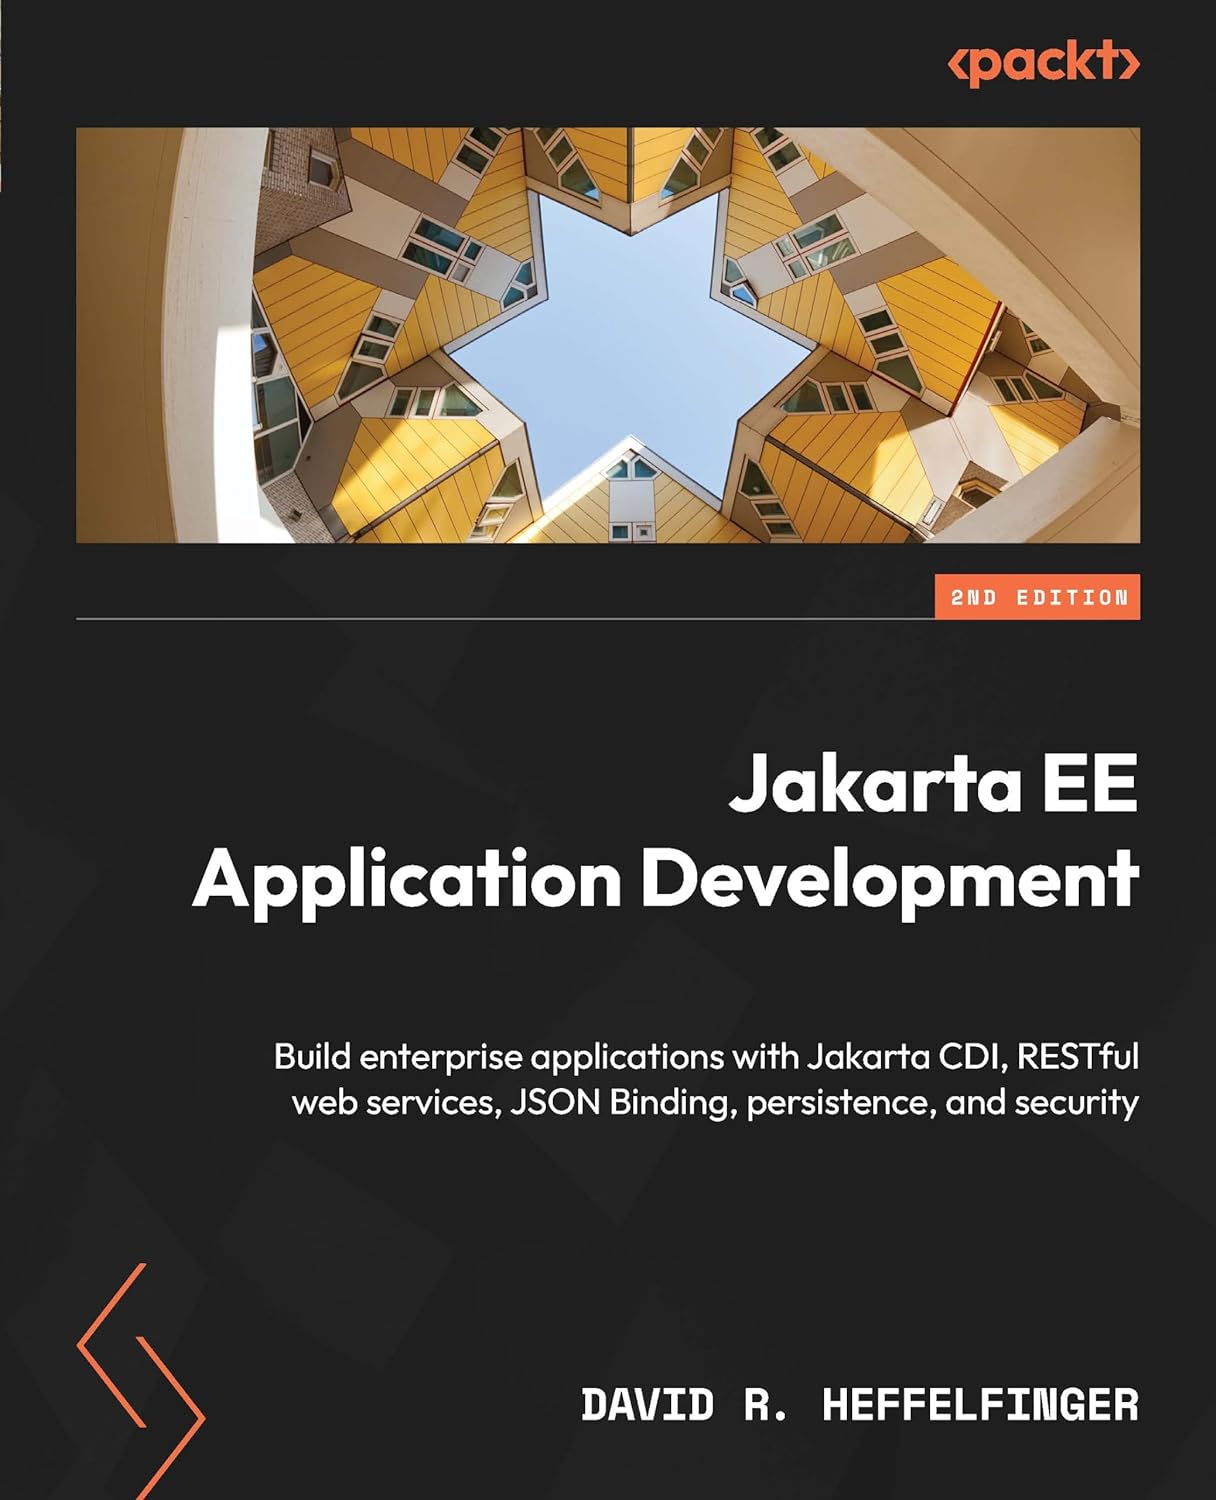 <packt>
2ND EDITION
Jakarta EE
Application Development
Build enterprise applications with Jakarta CDI, RESTful
web services, JSON Binding, persistence, and security
DAVID R. HEFFELFINGER